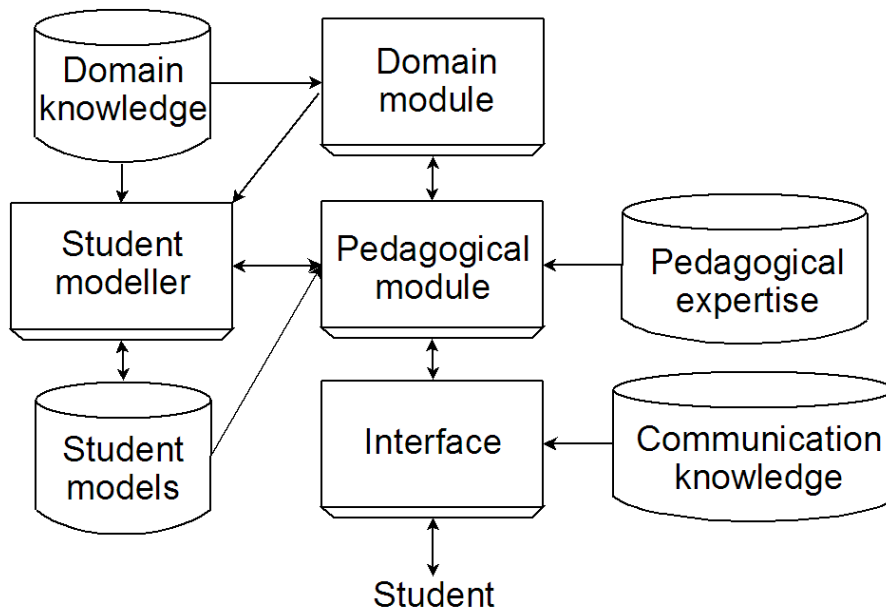 Domain
knowledge
Domain
module
Student
modeller
Pedagogical
module
Pedagogical
expertise
Student
models
Interface
Communication
knowledge
Student